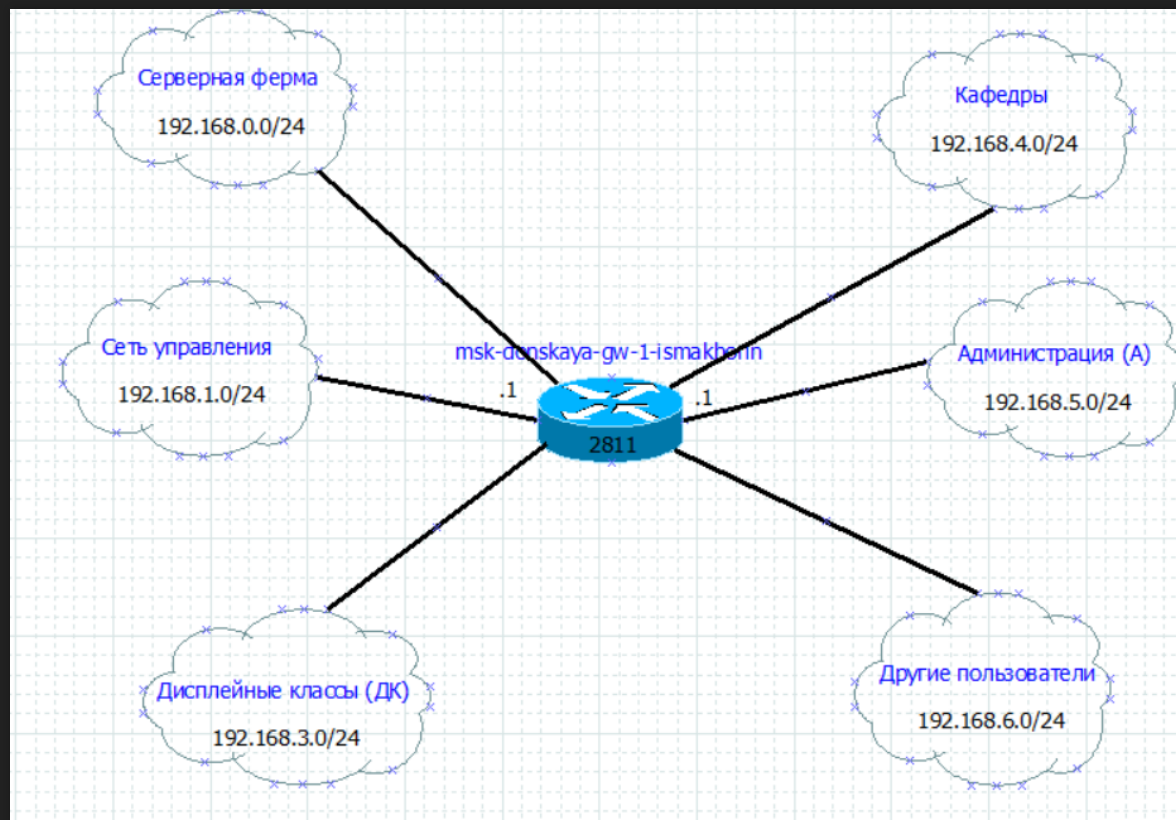 Серверная ферма
192.168.0.0/24
Кафедры
192.168.4.0/24
Сеть управления
192.168.1.0/24
msk-donskaya-gw-1-ismakhorin
.1
.1
2811
Администрация (А)
192.168.5.0/24
Дисплейные классы (ДК)
192.168.3.0/24
Другие пользователи
192.168.6.0/24